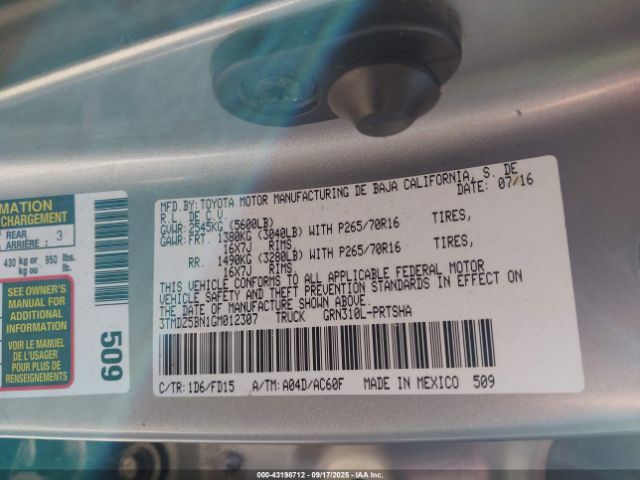 MFD.BY:TOYOTA MOTOR MANUFACTURING DE BAJA CALIFORNIA, S. DE
R.L. DE C.V. DATE: 07/16
GVWR: 2545KG (5600LB)
GAWR: FRT. 1380KG (3040LB) WITH P265/70R16 TIRES,
16X7J RIMS
RR. 1490KG (3280LB) WITH P265/70R16 TIRES,
16X7J RIMS
THIS VEHICLE CONFORMS TO ALL APPLICABLE FEDERAL MOTOR
VEHICLE SAFETY AND THEFT PREVENTION STANDARDS IN EFFECT ON
THE DATE OF MANUFACTURE SHOWN ABOVE.
3TMDZ5BN1GM012307 TRUCK GRN310L-PRTSHA
C/TR: 1D6/FD15 A/TM: A04D/AC60F MADE IN MEXICO 509
MATION
CHARGEMENT
REAR
ARRIÈRE : 3
430 kg or 950 lbs.
kg ou lb.
SEE OWNER'S
MANUAL FOR
ADDITIONAL
INFORMATION
VOIR LE MANUEL
DE L'USAGER
POUR PLUS DE
RENSEIGNEMENTS
509
000-43198712 - 09/17/2025 - IAAI.COM